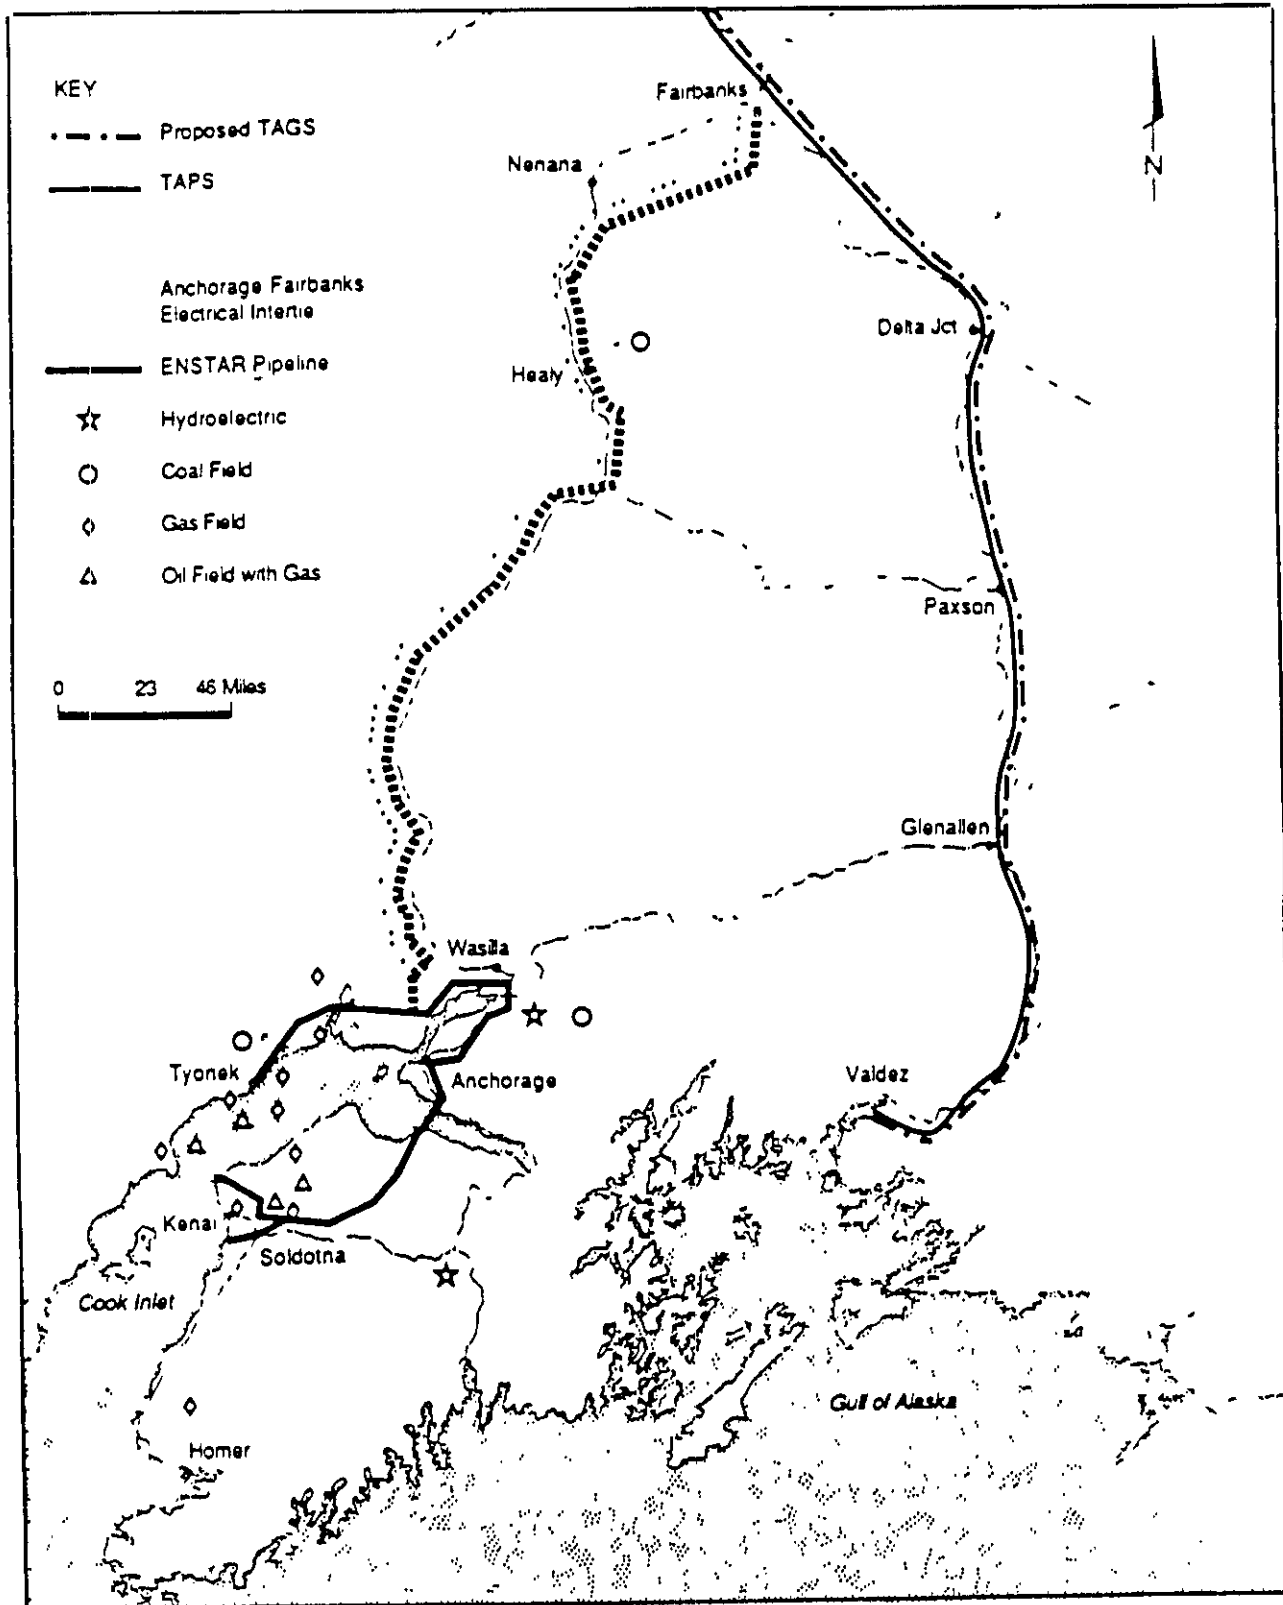 KEY
Proposed TAGS
TAPS
Anchorage Fairbanks
Electrical Intertie
ENSTAR Pipeline
Hydroelectric
Coal Field
Gas Field
Oil Field with Gas
0 23 46 Miles
N
Fairbanks
Nenana
Delta Jct
Healy
Paxson
Glenallen
Wasilla
Tyonek
Anchorage
Valdez
Kenai
Soldotna
Cook Inlet
Gulf of Alaska
Homer